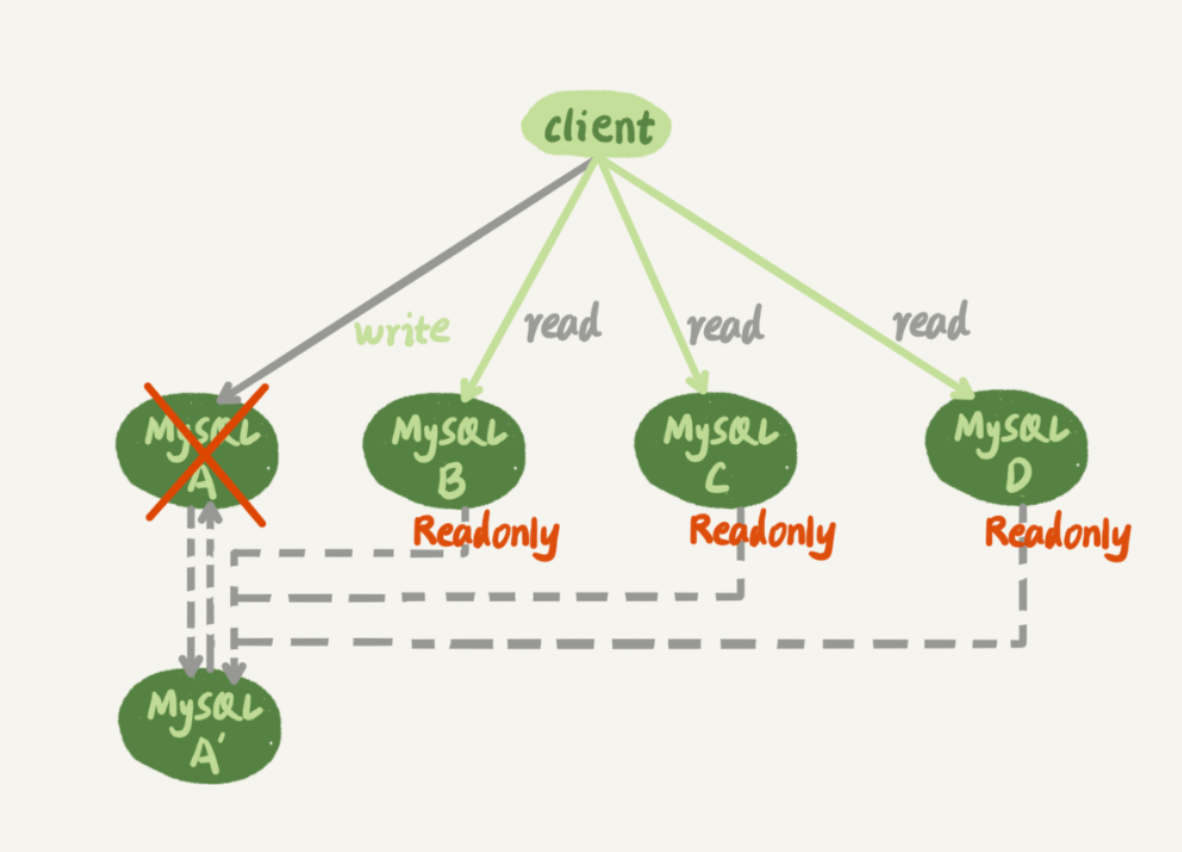 client
write
read
read
read
MySQL
A
MySQL
B
MySQL
C
MySQL
D
Readonly
Readonly
Readonly
MySQL
A'